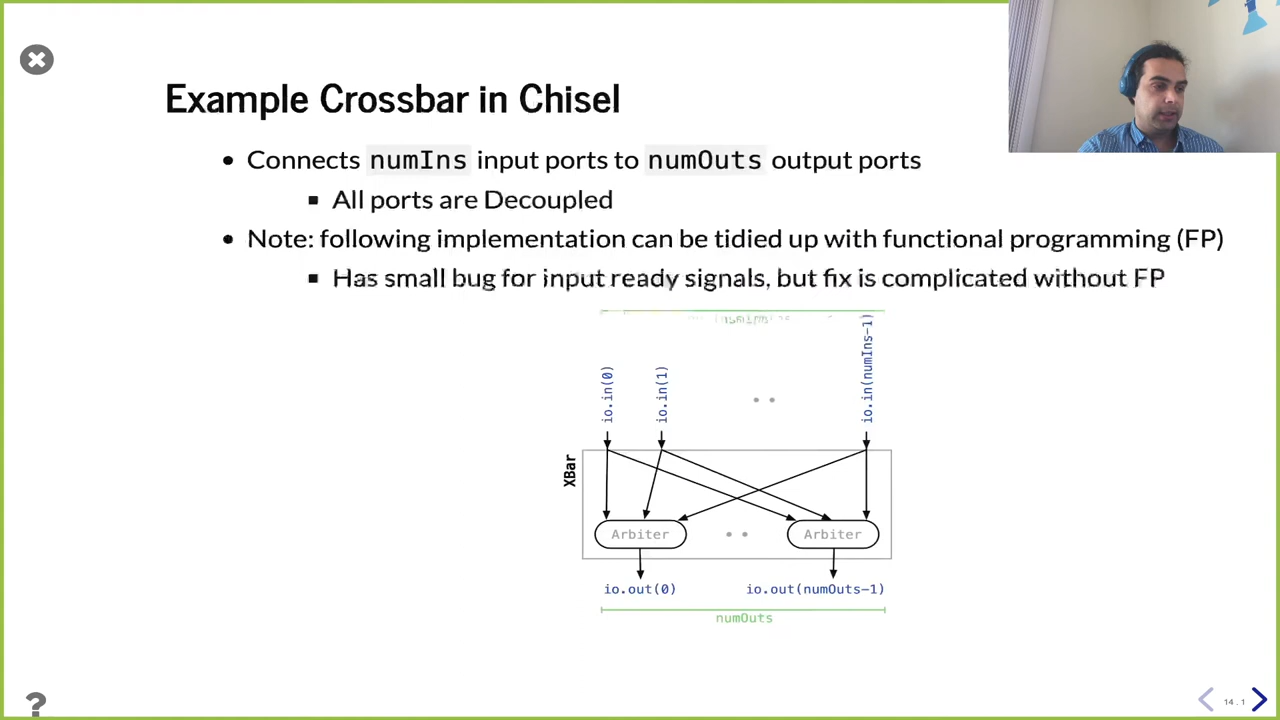 Example Crossbar in Chisel
• Connects numIns input ports to numOuts output ports
▪ All ports are Decoupled
• Note: following implementation can be tidied up with functional programming (FP)
▪ Has small bug for input ready signals, but fix is complicated without FP
io.in(0)
io.in(1)
io.in(numIns-1)
XBar
Arbiter
Arbiter
io.out(0)
io.out(numOuts-1)
numOuts
?
14.1